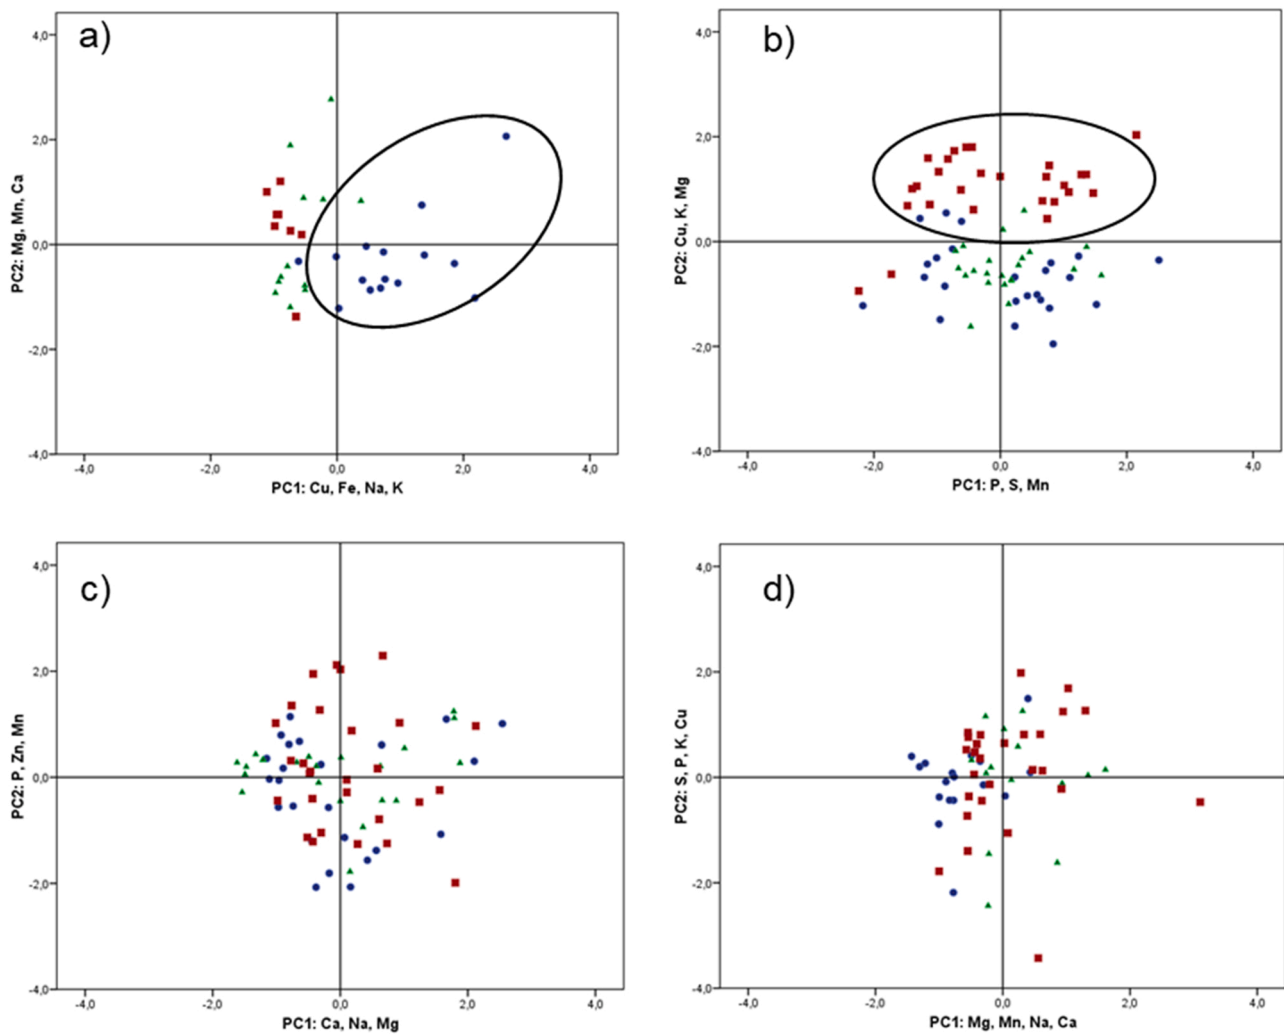 a)
4,0
2,0
0,0
-2,0
-4,0
-4,0 -2,0 0,0 2,0 4,0
PC2: Mg, Mn, Ca
PC1: Cu, Fe, Na, K
b)
4,0
2,0
0,0
-2,0
-4,0
-4,0 -2,0 0,0 2,0 4,0
PC2: Cu, K, Mg
PC1: P, S, Mn
c)
4,0
2,0
0,0
-2,0
-4,0
-4,0 -2,0 0,0 2,0 4,0
PC2: P, Zn, Mn
PC1: Ca, Na, Mg
d)
4,0
2,0
0,0
-2,0
-4,0
-4,0 -2,0 0,0 2,0 4,0
PC2: S, P, K, Cu
PC1: Mg, Mn, Na, Ca